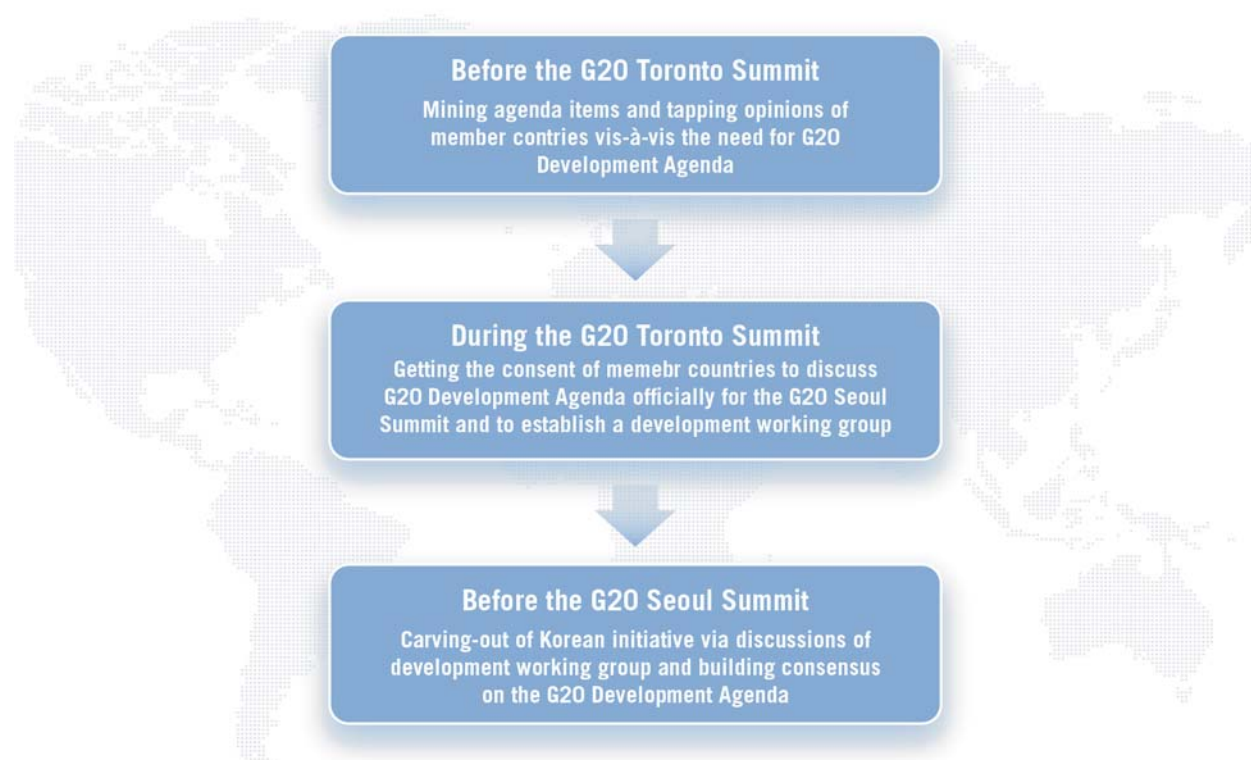 Before the G20 Toronto Summit
Mining agenda items and tapping opinions of
member contries vis-à-vis the need for G20
Development Agenda
During the G20 Toronto Summit
Getting the consent of memebr countries to discuss
G20 Development Agenda officially for the G20 Seoul
Summit and to establish a development working group
Before the G20 Seoul Summit
Carving-out of Korean initiative via discussions of
development working group and building consensus
on the G20 Development Agenda